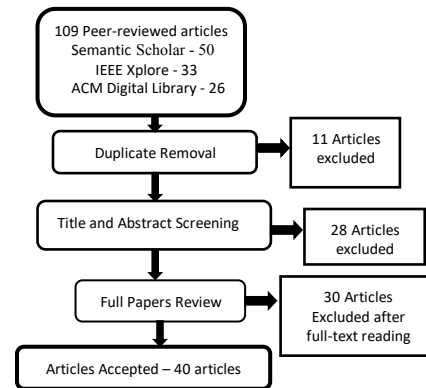 109 Peer-reviewed articles
Semantic Scholar - 50
IEEE Xplore - 33
ACM Digital Library - 26
Duplicate Removal
11 Articles
excluded
Title and Abstract Screening
28 Articles
excluded
Full Papers Review
30 Articles
Excluded after
full-text reading
Articles Accepted – 40 articles